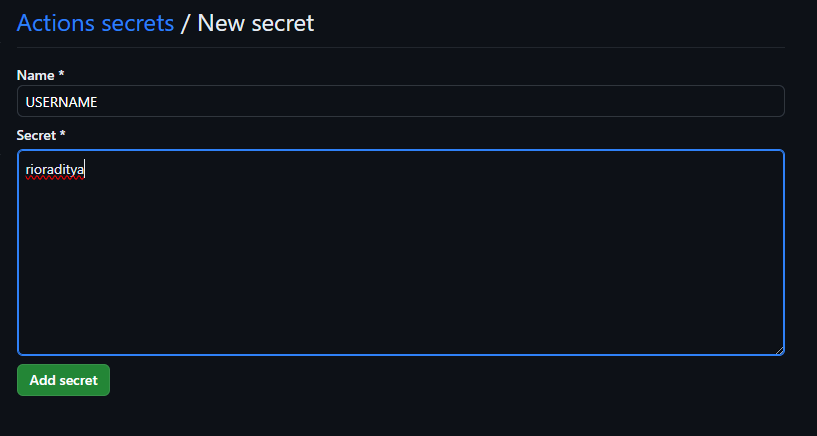 Actions secrets / New secret
Name *
USERNAME
Secret *
rioraditya
Add secret